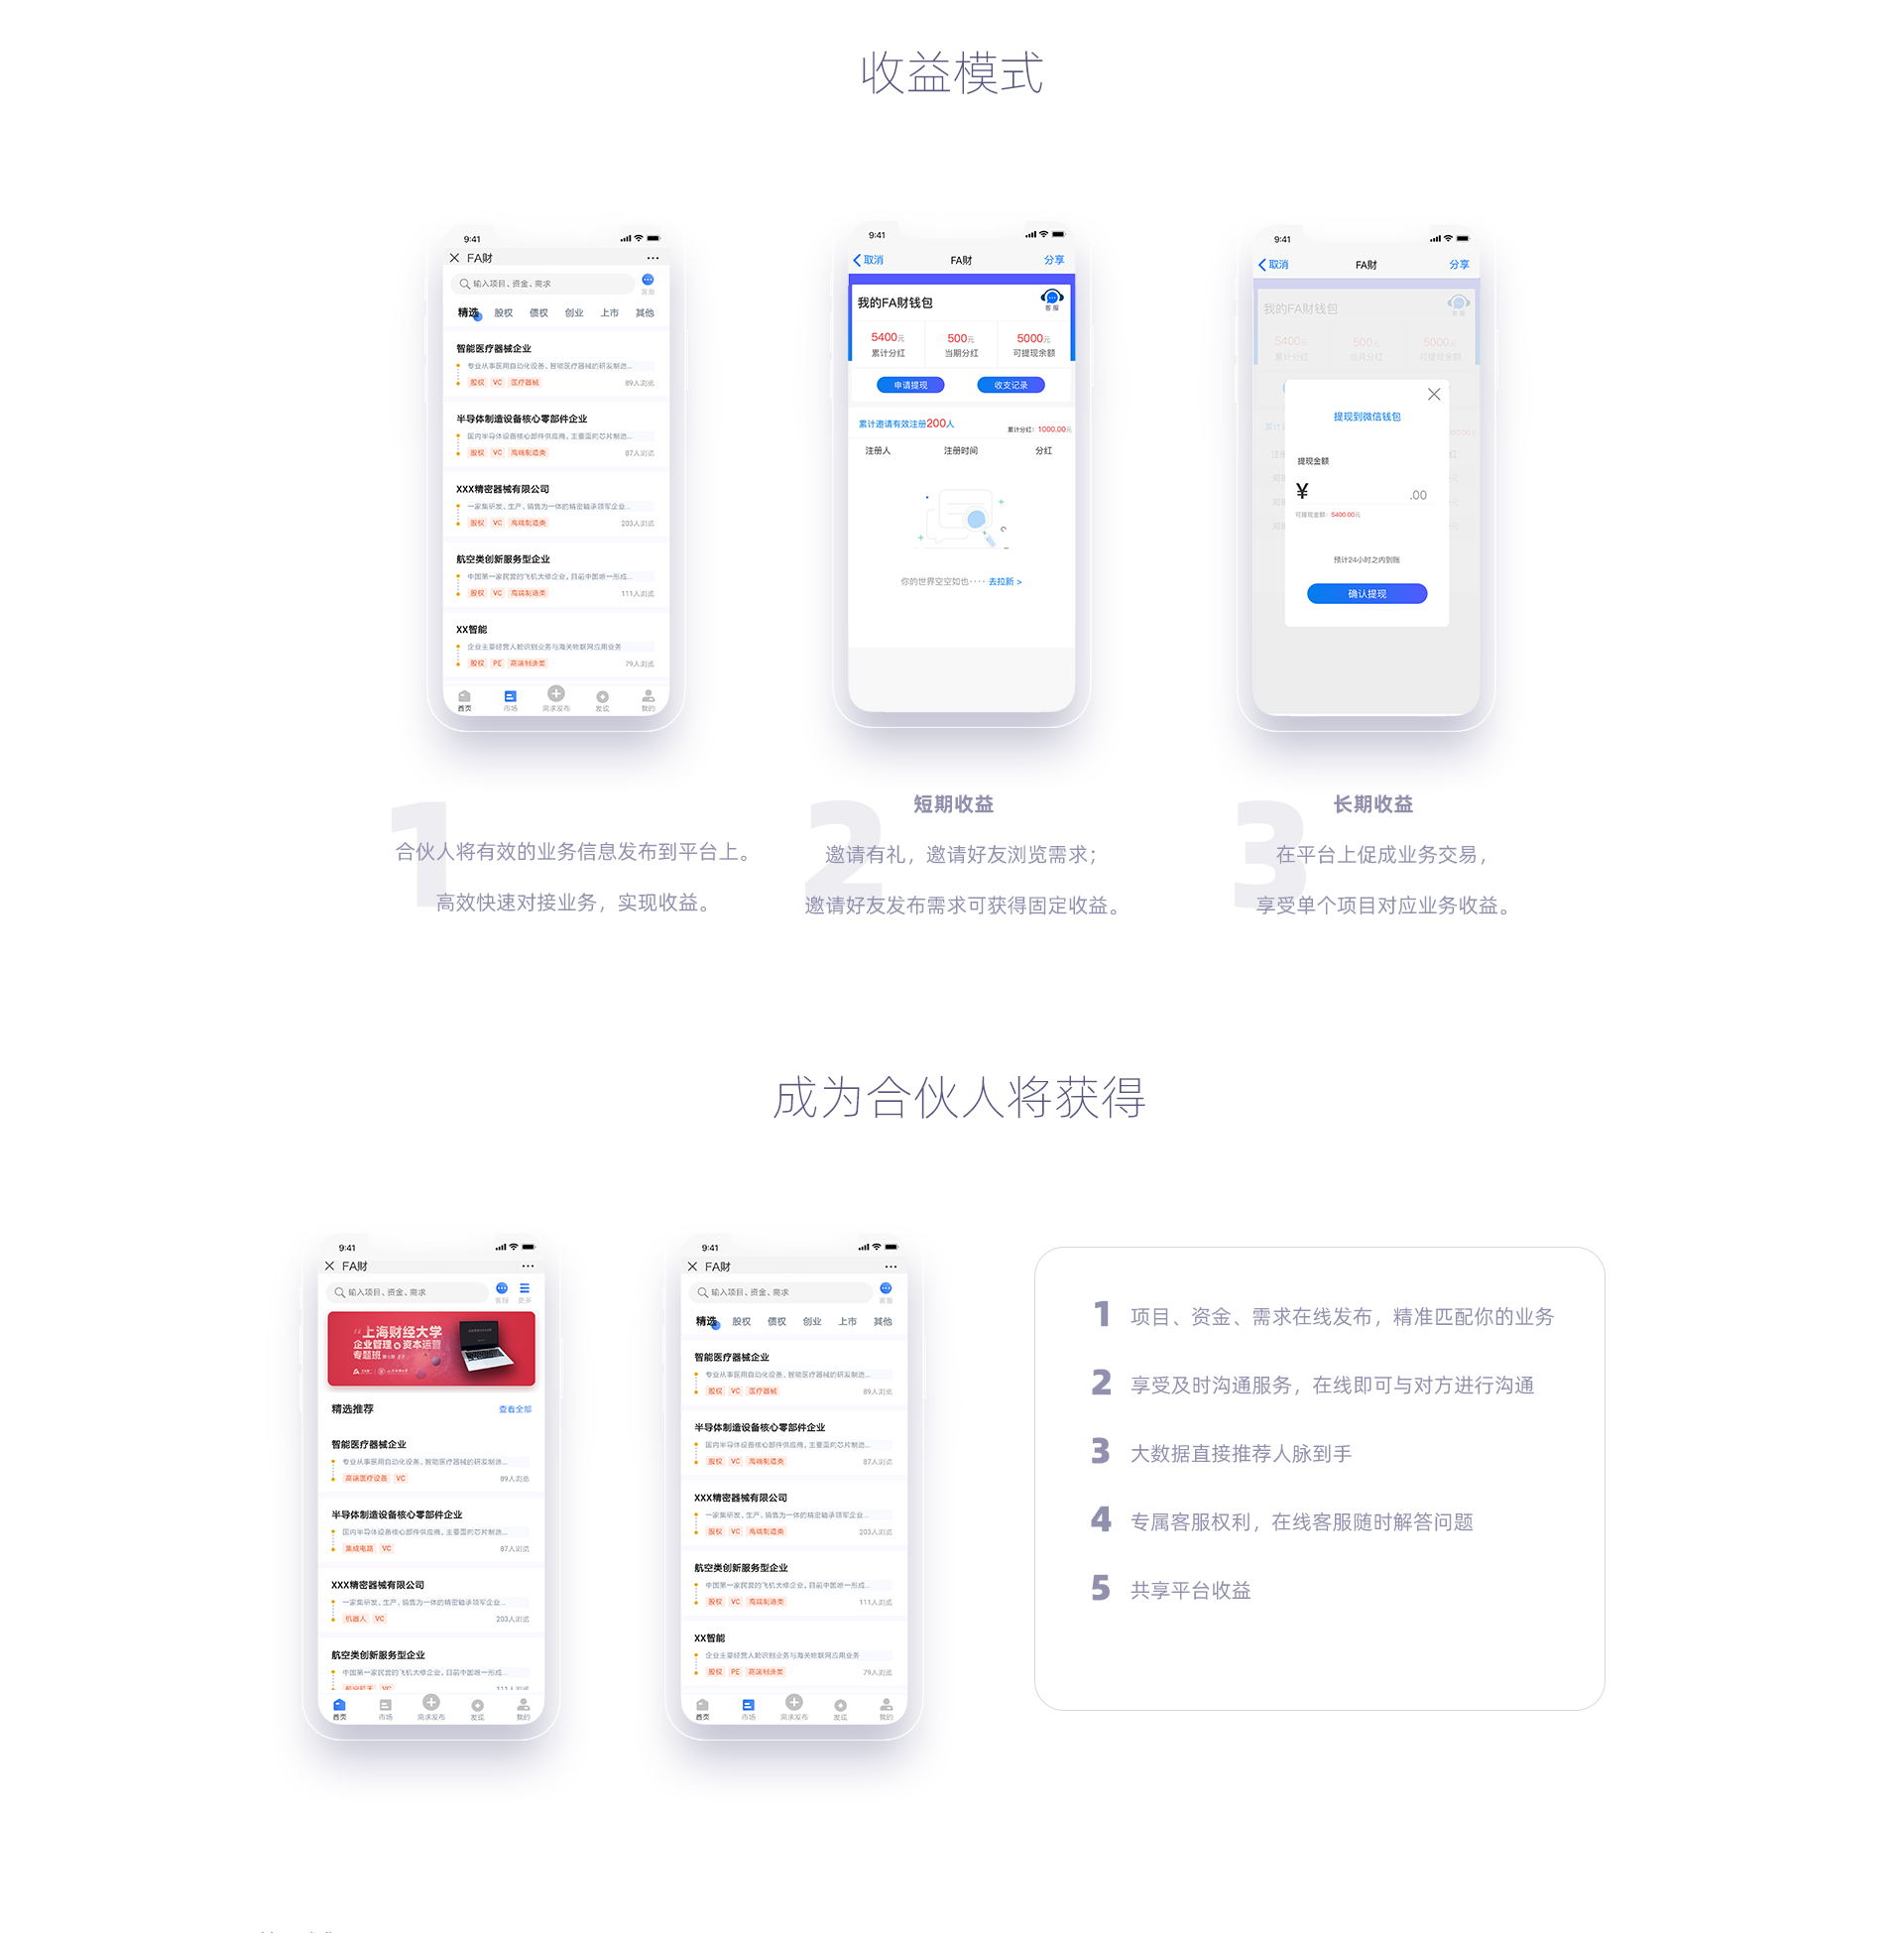 收益模式
9:41
FA財
输入项目、资金、需求
客服
精选 股权 债权 创业 上市 其他
智能医疗器械企业
专业从事医用自动化设备、智能医疗器械的研发制造...
股权 VC 医疗器械 89人浏览
半导体制造设备核心零部件企业
国内半导体设备核心部件供应商，主要面向芯片制造...
股权 VC 高端制造类 87人浏览
XXX精密器械有限公司
一家集研发、生产、销售为一体的精密轴承领军企业...
股权 VC 高端制造类 203人浏览
航空类创新服务型企业
中国第一家民营的飞机大修企业，目前中国唯一形成...
股权 VC 高端制造类 111人浏览
XX智能
企业主要经营人脸识别业务与海关物联网应用业务
股权 PE 高端制造类 79人浏览
首页 市场 需求发布 发现 我的
9:41
取消 FA財 分享
我的FA财钱包
客服
5400元 500元 5000元
累计分红 当期分红 可提现余额
申请提现 收支记录
累计邀请有效注册200人 累计分红：1000.00元
注册人 注册时间 分红
你的世界空空如也···· 去拉新 >
9:41
取消 FA財 分享
我的FA财钱包
客服
5400元 500元 5000元
累计分红 当月分红 可提现余额
提现到微信钱包
提现金额
¥ .00
可提现金额：5400.00元
预计24小时之内到账
确认提现
1
合伙人将有效的业务信息发布到平台上。
高效快速对接业务，实现收益。
2
短期收益
邀请有礼，邀请好友浏览需求；
邀请好友发布需求可获得固定收益。
3
长期收益
在平台上促成业务交易，
享受单个项目对应业务收益。
成为合伙人将获得
9:41
FA財
输入项目、资金、需求
客服 更多
上海财经大学
企业管理 资本运营
专题班
精选推荐 查看全部
智能医疗器械企业
专业从事医用自动化设备、智能医疗器械的研发制造...
高端医疗设备 VC 89人浏览
半导体制造设备核心零部件企业
国内半导体设备核心部件供应商，主要面向芯片制造...
集成电路 VC 87人浏览
XXX精密器械有限公司
一家集研发、生产、销售为一体的精密轴承领军企业...
机器人 VC 203人浏览
航空类创新服务型企业
中国第一家民营的飞机大修企业，目前中国唯一形成...
航空航天 VC 111人浏览
首页 市场 需求发布 发现 我的
9:41
FA財
输入项目、资金、需求
客服
精选 股权 债权 创业 上市 其他
智能医疗器械企业
专业从事医用自动化设备、智能医疗器械的研发制造...
股权 VC 医疗器械 89人浏览
半导体制造设备核心零部件企业
国内半导体设备核心部件供应商，主要面向芯片制造...
股权 VC 高端制造类 87人浏览
XXX精密器械有限公司
一家集研发、生产、销售为一体的精密轴承领军企业...
股权 VC 高端制造类 203人浏览
航空类创新服务型企业
中国第一家民营的飞机大修企业，目前中国唯一形成...
股权 VC 高端制造类 111人浏览
XX智能
企业主要经营人脸识别业务与海关物联网应用业务
股权 PE 高端制造类 79人浏览
首页 市场 需求发布 发现 我的
1 项目、资金、需求在线发布，精准匹配你的业务
2 享受及时沟通服务，在线即可与对方进行沟通
3 大数据直接推荐人脉到手
4 专属客服权利，在线客服随时解答问题
5 共享平台收益